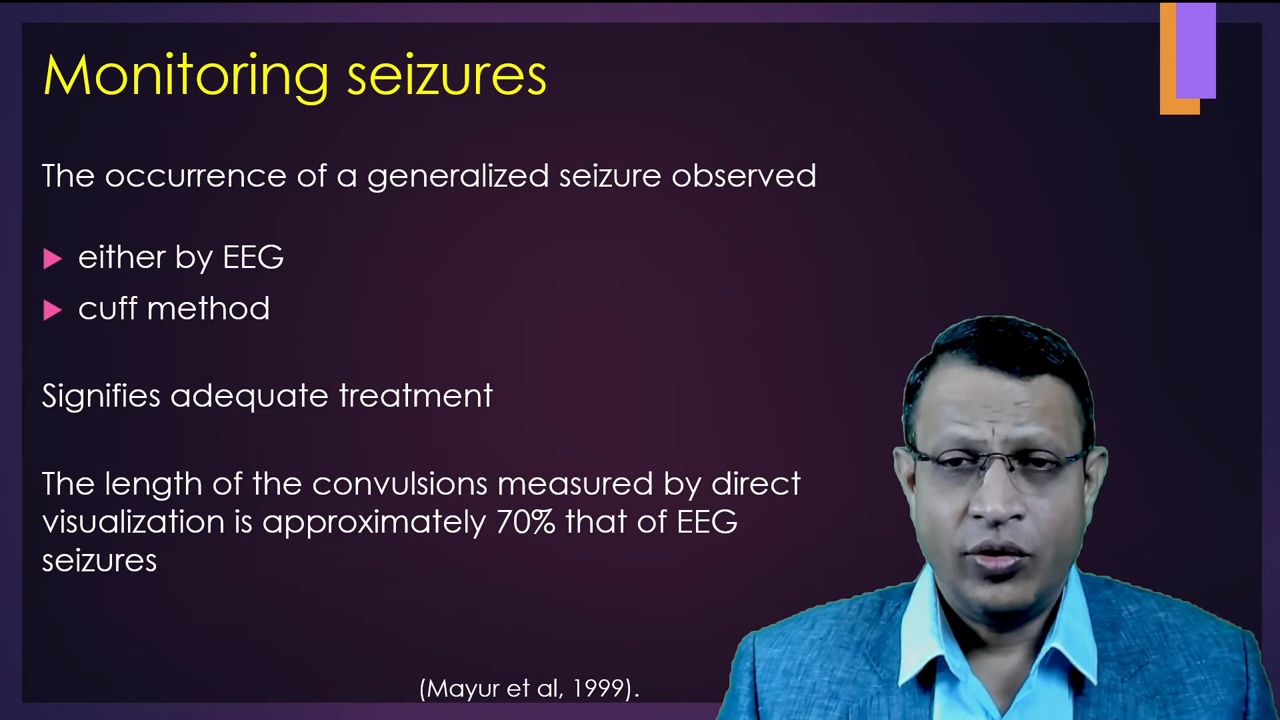 Monitoring seizures
The occurrence of a generalized seizure observed
either by EEG
cuff method
Signifies adequate treatment
The length of the convulsions measured by direct
visualization is approximately 70% that of EEG
seizures
(Mayur et al, 1999).